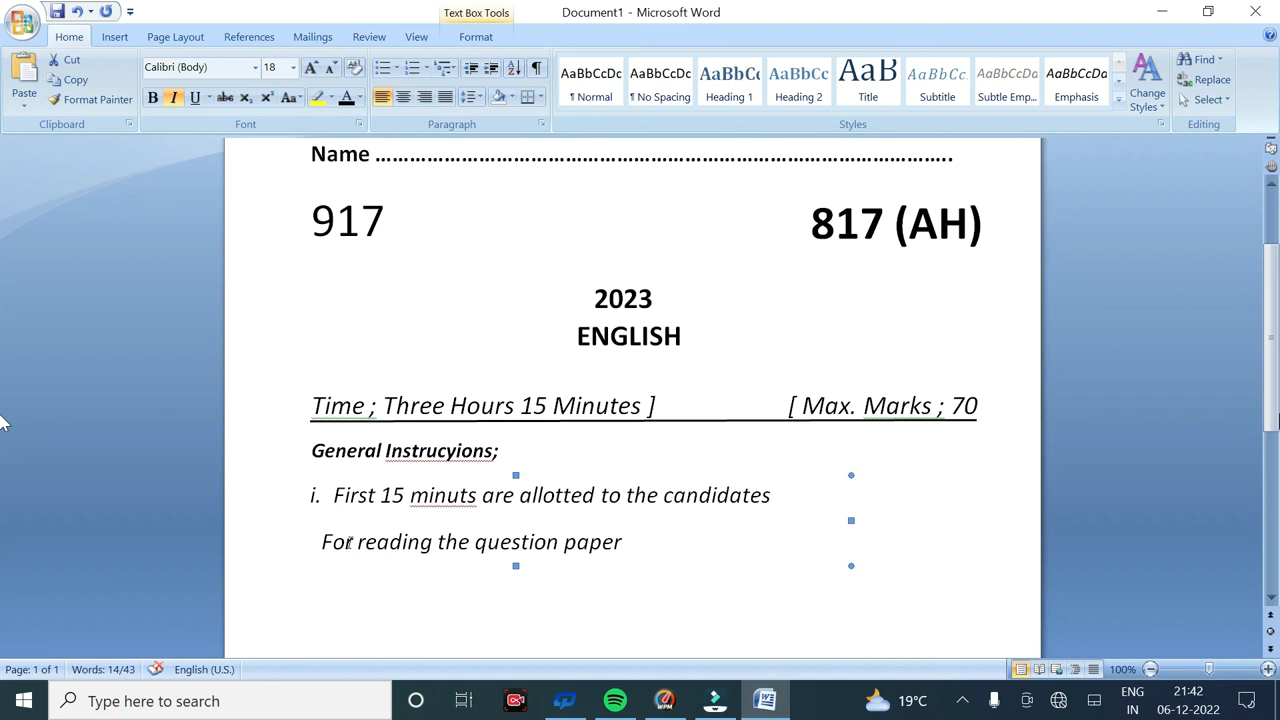 Text Box Tools
Document1 - Microsoft Word
Home Insert Page Layout References Mailings Review View Format
Paste
Cut
Copy
Format Painter
Clipboard
Calibri (Body) 18
Font
Paragraph
AaBbCcDc AaBbCcDc AaBbCc AaBbCc AaB AaBbCc. AaBbCcDa AaBbCcDa
¶ Normal ¶ No Spacing Heading 1 Heading 2 Title Subtitle Subtle Emp... Emphasis
Styles
Change Styles
Find
Replace
Select
Editing
Name ……………………………………………………………………………………..
917 817 (AH)
2023
ENGLISH
Time ; Three Hours 15 Minutes ] [ Max. Marks ; 70
General Instrucyions;
i. First 15 minuts are allotted to the candidates
For reading the question paper
Page: 1 of 1 Words: 14/43 English (U.S.) 100%
Type here to search
WPM
19°C
ENG
IN
21:42
06-12-2022